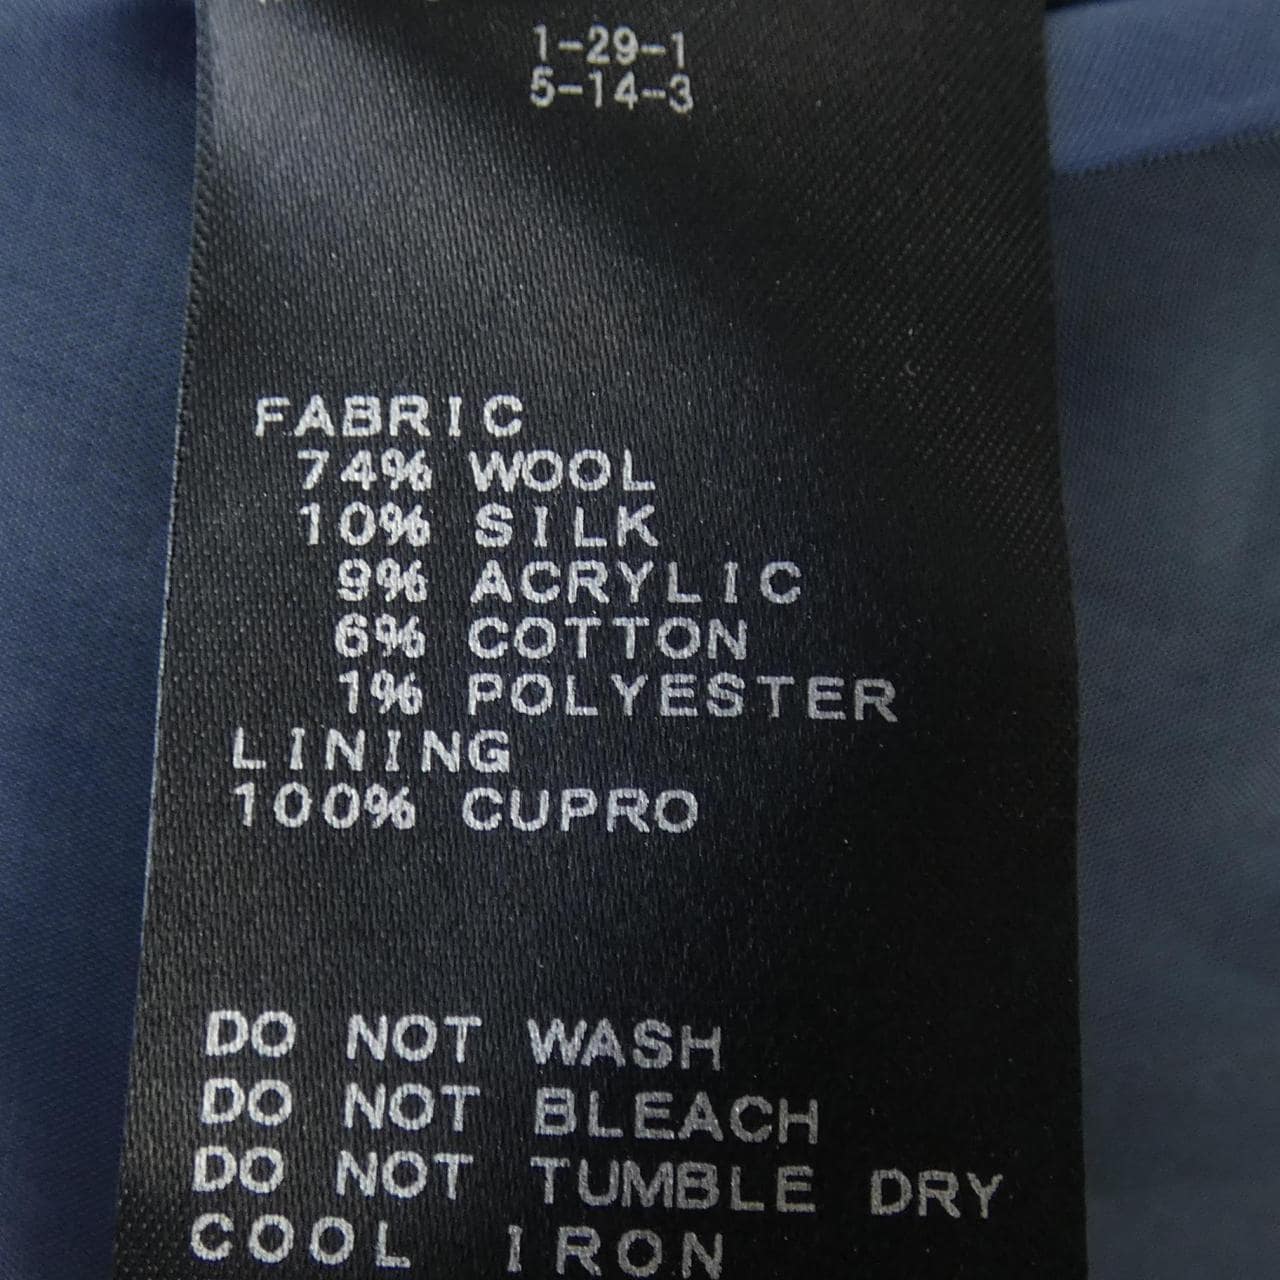 1-29-1
5-14-3
FABRIC
74% WOOL
10% SILK
9% ACRYLIC
6% COTTON
1% POLYESTER
LINING
100% CUPRO
DO NOT WASH
DO NOT BLEACH
DO NOT TUMBLE DRY
COOL IRON